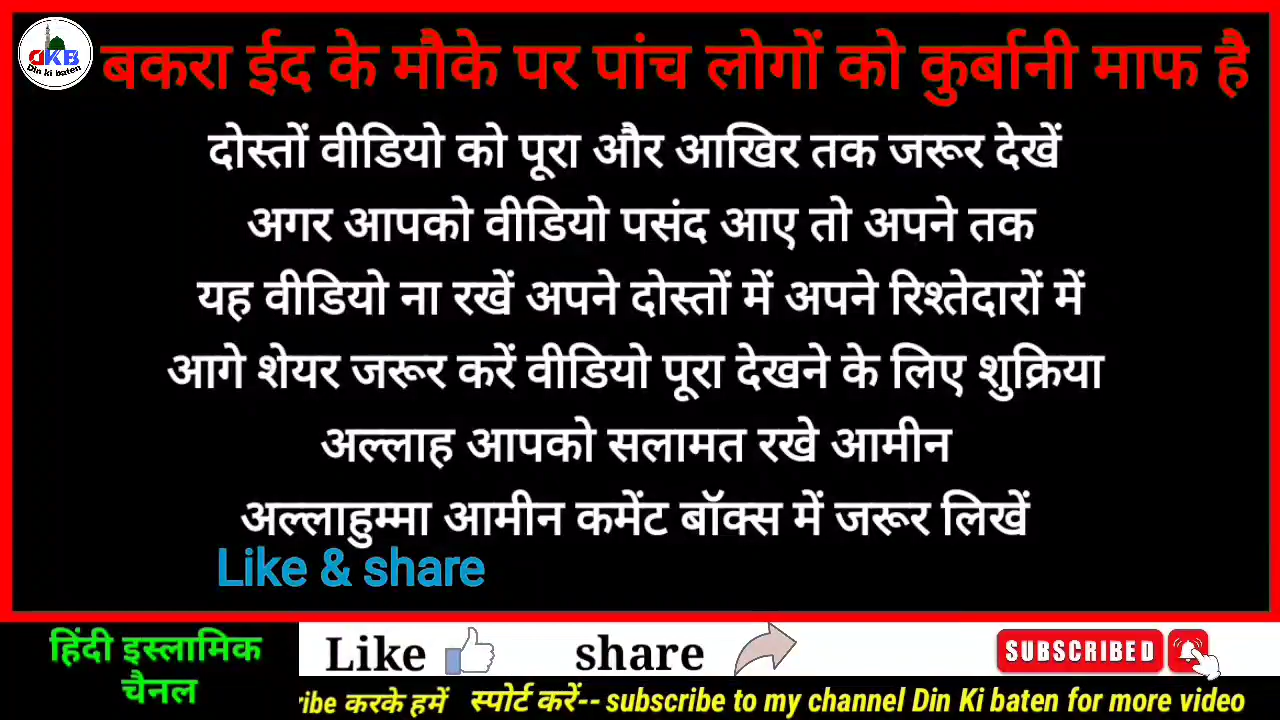 DKB
Din ki baten
बकरा ईद के मौके पर पांच लोगों को कुर्बानी माफ है
दोस्तों वीडियो को पूरा और आखिर तक जरूर देखें
अगर आपको वीडियो पसंद आए तो अपने तक
यह वीडियो ना रखें अपने दोस्तों में अपने रिश्तेदारों में
आगे शेयर जरूर करें वीडियो पूरा देखने के लिए शुक्रिया
अल्लाह आपको सलामत रखे आमीन
अल्लाहुम्मा आमीन कमेंट बॉक्स में जरूर लिखें
Like & share
हिंदी इस्लामिक
चैनल
Like share SUBSCRIBED
ribe करके हमें स्पोर्ट करें-- subscribe to my channel Din Ki baten for more video